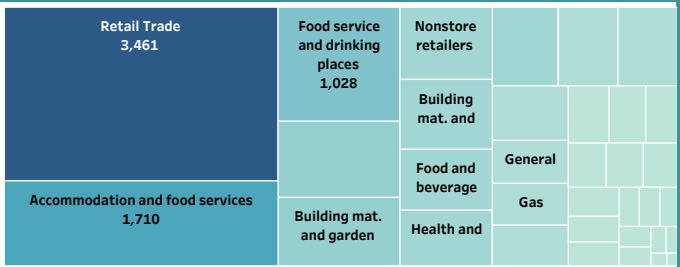 Retail Trade
3,461
Accommodation and food services
1,710
Food service
and drinking
places
1,028
Building mat.
and garden
Nonstore
retailers
Building
mat. and
Food and
beverage
Health and
General
Gas